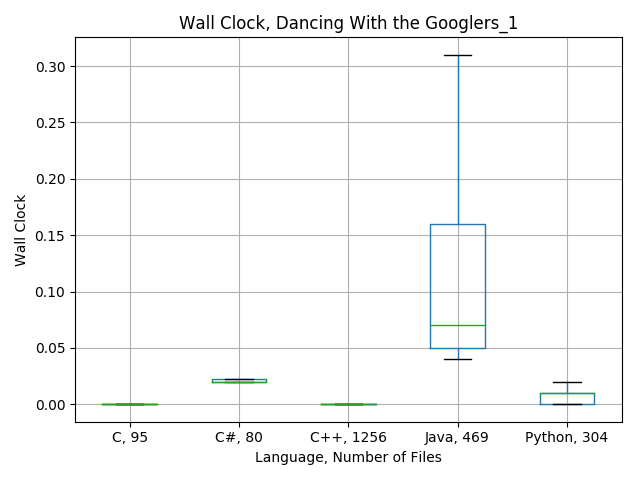 Wall Clock, Dancing With the Googlers_1
Wall Clock
0.30
0.25
0.20
0.15
0.10
0.05
0.00
C, 95
C#, 80
C++, 1256
Java, 469
Python, 304
Language, Number of Files